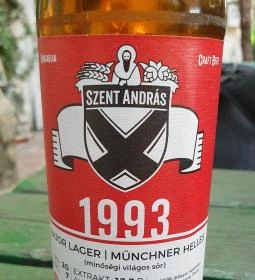 CRAFT BEER
SZENT ANDRÁS
1993
LAGER | MÜNCHNER HELLES
(minőségi világos sör)
EXTRAKT